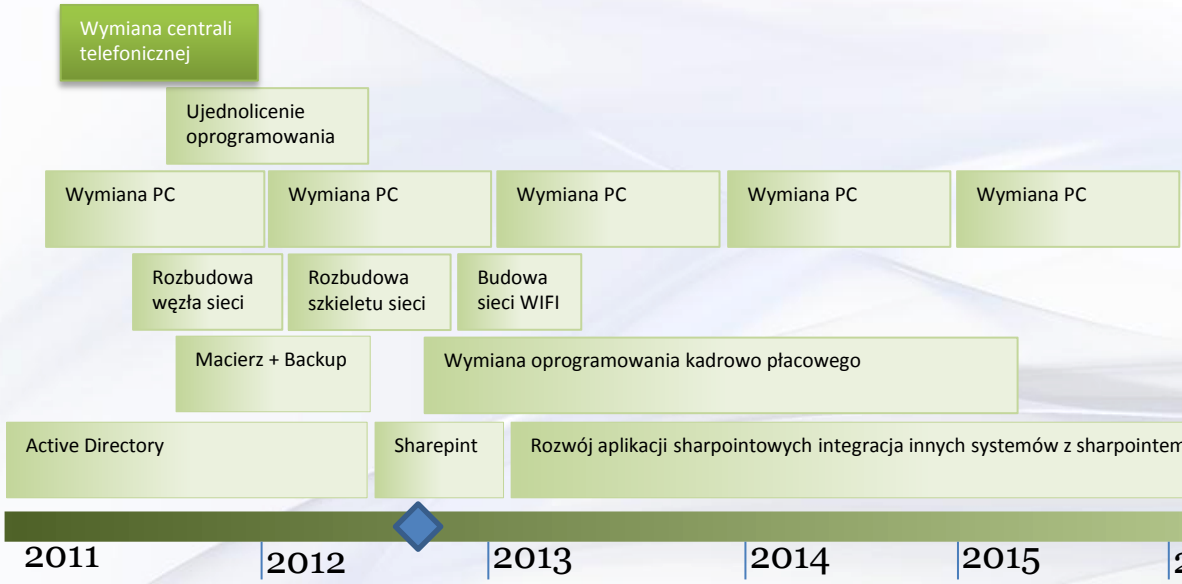 Wymiana centrali
telefonicznej
Ujednolicenie
oprogramowania
Wymiana PC
Wymiana PC
Wymiana PC
Wymiana PC
Wymiana PC
Rozbudowa
węzła sieci
Rozbudowa
szkieletu sieci
Budowa
sieci WIFI
Macierz + Backup
Wymiana oprogramowania kadrowo płacowego
Active Directory
Sharepint
Rozwój aplikacji sharpointowych integracja innych systemów z sharpointem
2011
2012
2013
2014
2015